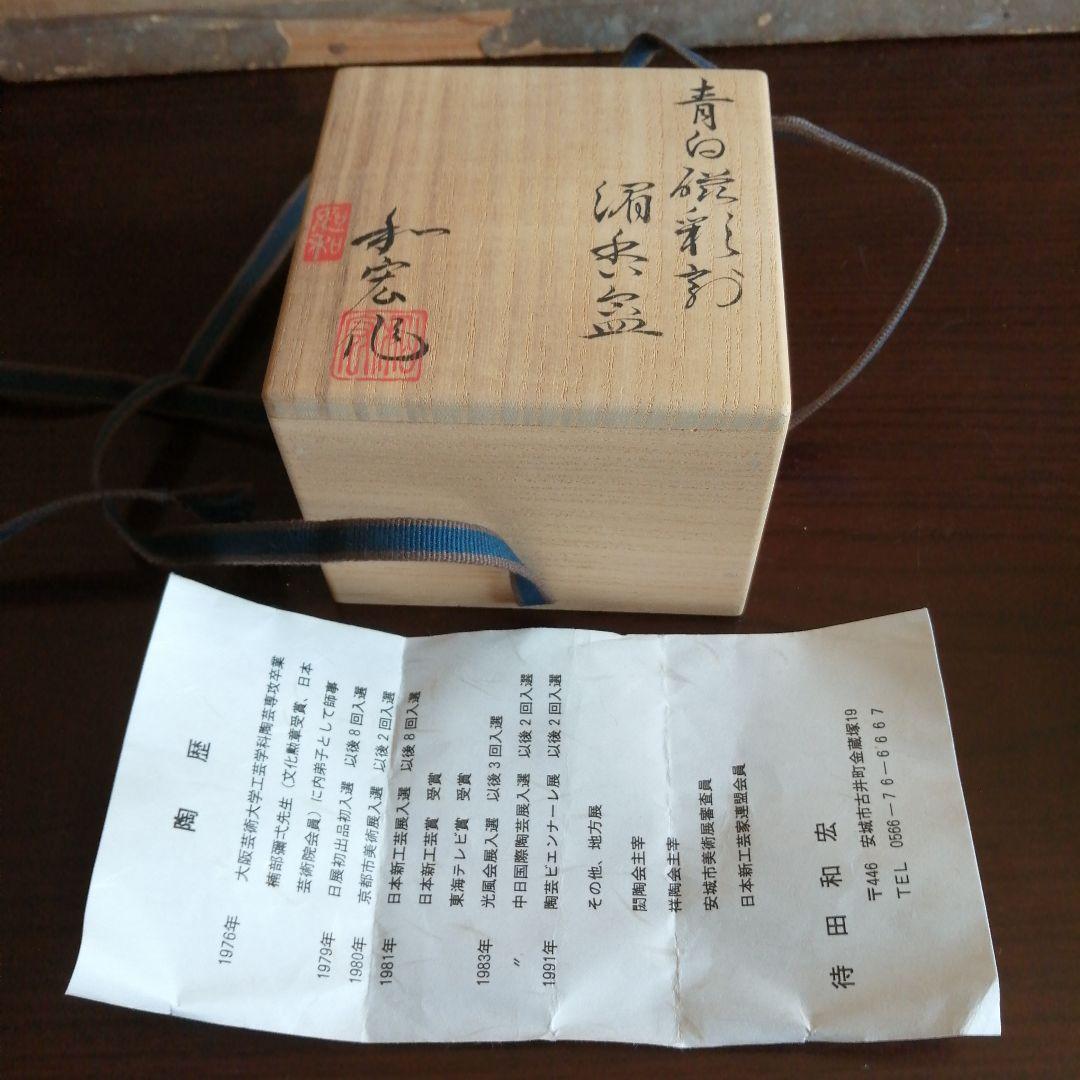 青白磁彩刻
酒呑盃
和宏作
陶歴
1976年 大阪芸術大学工芸学科陶芸専攻卒業
楠部彌弌先生（文化勲章受賞、日本
芸術院会員）に内弟子として師事
1979年 日展初出品初入選 以後8回入選
1980年 京都市美術展入選 以後2回入選
1981年 日本新工芸展入選 以後8回入選
日本新工芸賞 受賞
東海テレビ賞 受賞
1983年 光風会展入選 以後3回入選
〃 中日国際陶芸展入選 以後2回入選
1991年 陶芸ビエンナーレ展 以後2回入選
その他、地方展
閎陶会主宰
祥陶会主宰
安城市美術展審査員
日本新工芸家連盟会員
待田和宏
〒446 安城市古井町金蔵塚19
TEL 0566-76-6667